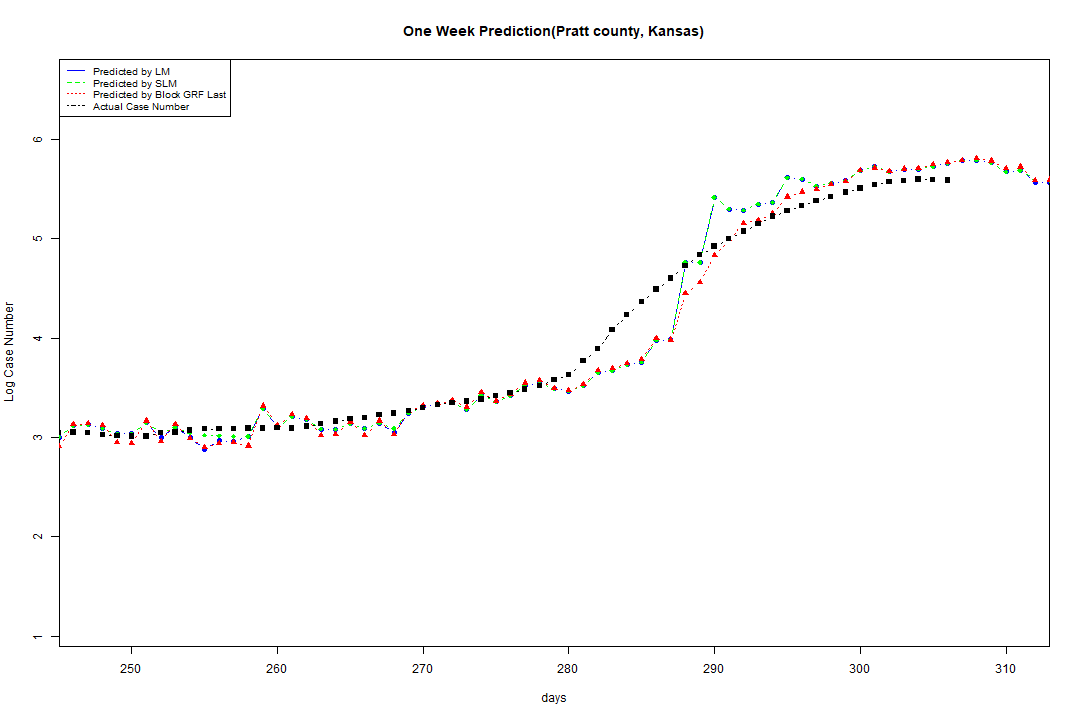 One Week Prediction(Pratt county, Kansas)
Predicted by LM
Predicted by SLM
Predicted by Block GRF Last
Actual Case Number
6
5
4
3
2
1
Log Case Number
250 260 270 280 290 300 310
days